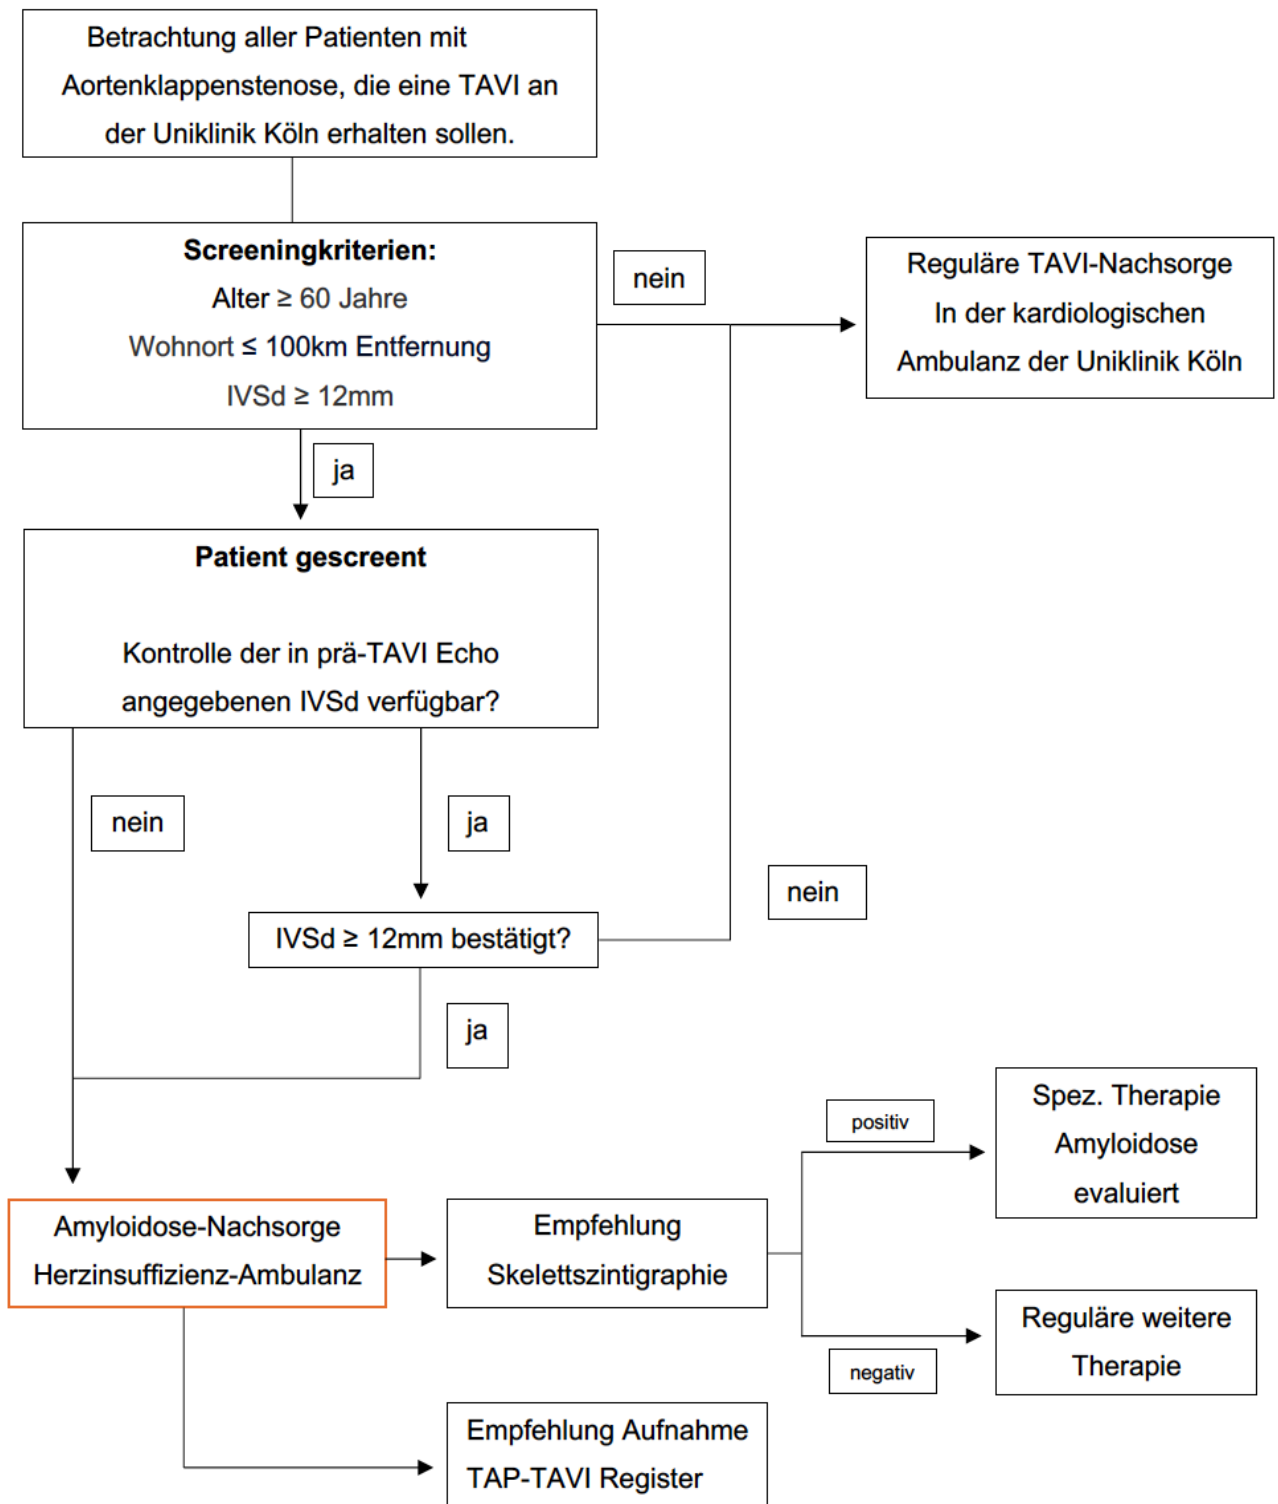 Betrachtung aller Patienten mit
Aortenklappenstenose, die eine TAVI an
der Uniklinik Köln erhalten sollen.
Screeningkriterien:
Alter ≥ 60 Jahre
Wohnort ≤ 100km Entfernung
IVSd ≥ 12mm
nein
Reguläre TAVI-Nachsorge
In der kardiologischen
Ambulanz der Uniklinik Köln
ja
Patient gescreent
Kontrolle der in prä-TAVI Echo
angegebenen IVSd verfügbar?
nein
ja
IVSd ≥ 12mm bestätigt?
nein
ja
Amyloidose-Nachsorge
Herzinsuffizienz-Ambulanz
Empfehlung
Skelettszintigraphie
positiv
Spez. Therapie
Amyloidose
evaluiert
negativ
Reguläre weitere
Therapie
Empfehlung Aufnahme
TAP-TAVI Register